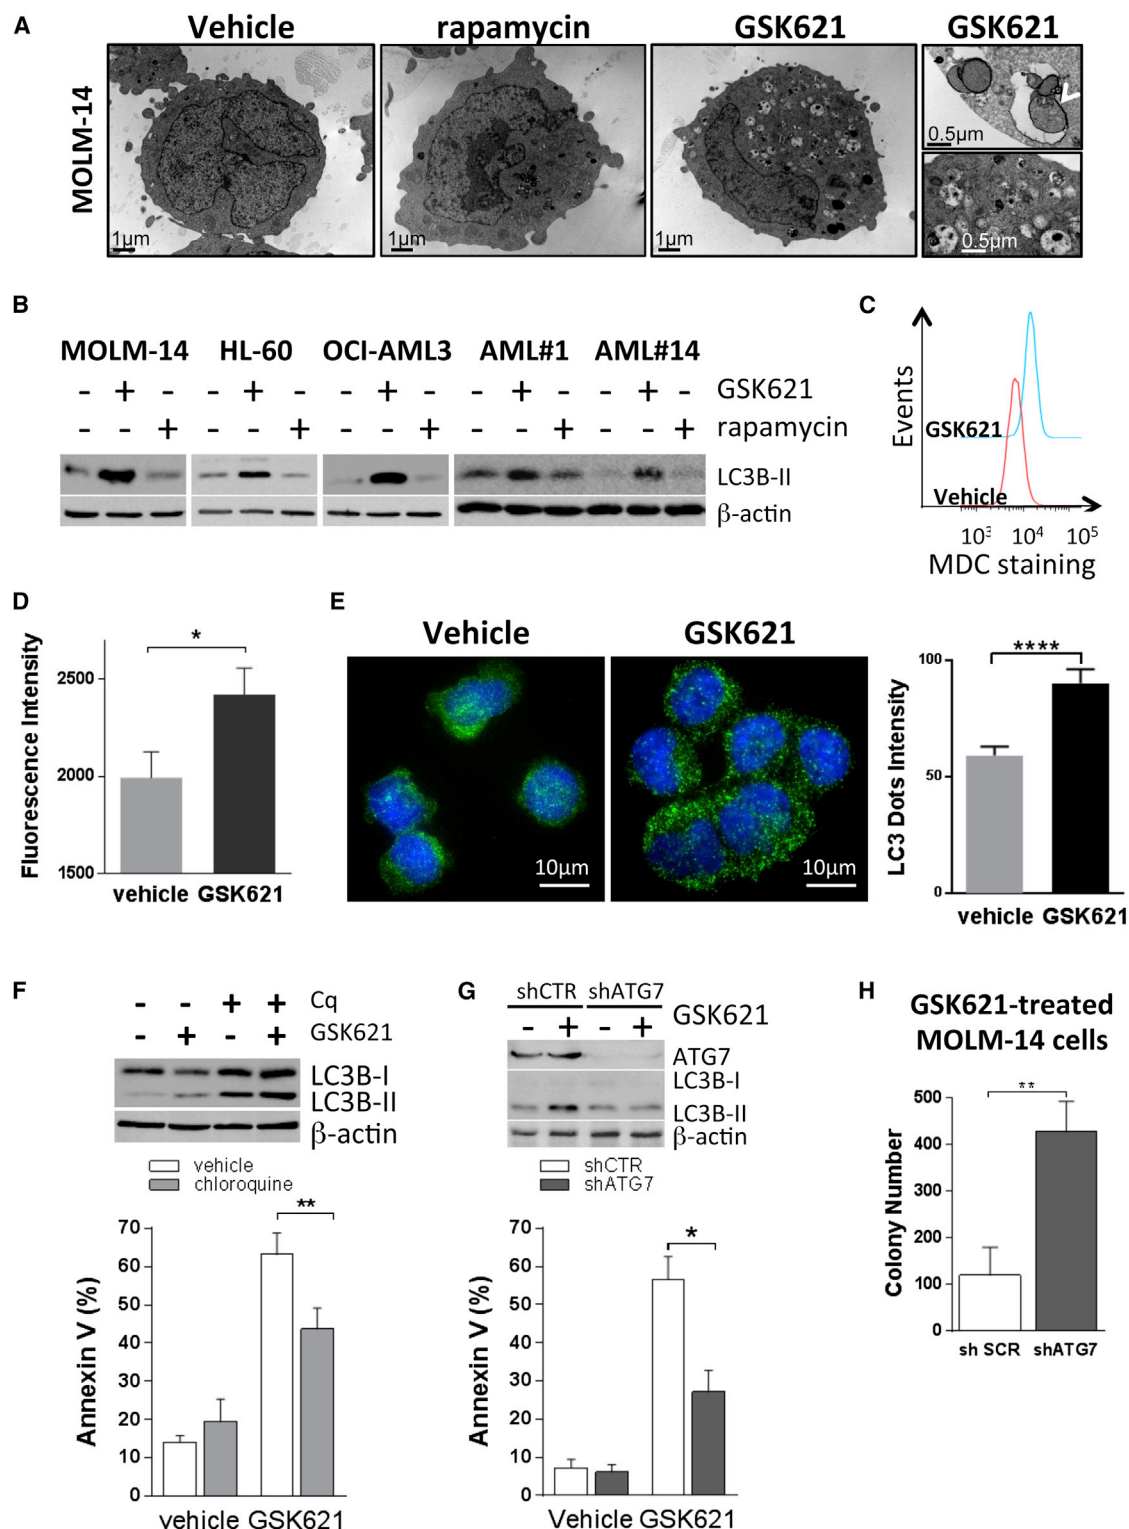 A
Vehicle rapamycin GSK621 GSK621
MOLM-14
1µm 1µm 1µm 0.5µm
0.5µm
B
MOLM-14 HL-60 OCI-AML3 AML#1 AML#14
- + - - + - - + - - + - - + - GSK621
- - + - - + - - + - - + - - + rapamycin
LC3B-II
β-actin
C
Events
GSK621
Vehicle
10³ 10⁴ 10⁵
MDC staining
D
Fluorescence Intensity
*
2500
2000
1500
vehicle GSK621
E
Vehicle GSK621
10µm 10µm
LC3 Dots Intensity
****
100
50
0
vehicle GSK621
F
- - + + Cq
- + - + GSK621
LC3B-I
LC3B-II
β-actin
vehicle
chloroquine
**
Annexin V (%)
70
60
50
40
30
20
10
0
vehicle GSK621
G
shCTR shATG7
- + - + GSK621
ATG7
LC3B-I
LC3B-II
β-actin
shCTR
shATG7
*
Annexin V (%)
70
60
50
40
30
20
10
0
Vehicle GSK621
H
GSK621-treated
MOLM-14 cells
**
Colony Number
500
400
300
200
100
0
sh SCR shATG7